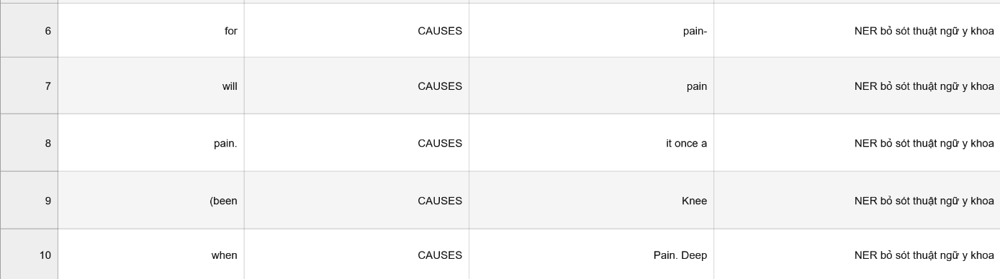 6 for CAUSES pain- NER bỏ sót thuật ngữ y khoa
7 will CAUSES pain NER bỏ sót thuật ngữ y khoa
8 pain. CAUSES it once a NER bỏ sót thuật ngữ y khoa
9 (been CAUSES Knee NER bỏ sót thuật ngữ y khoa
10 when CAUSES Pain. Deep NER bỏ sót thuật ngữ y khoa